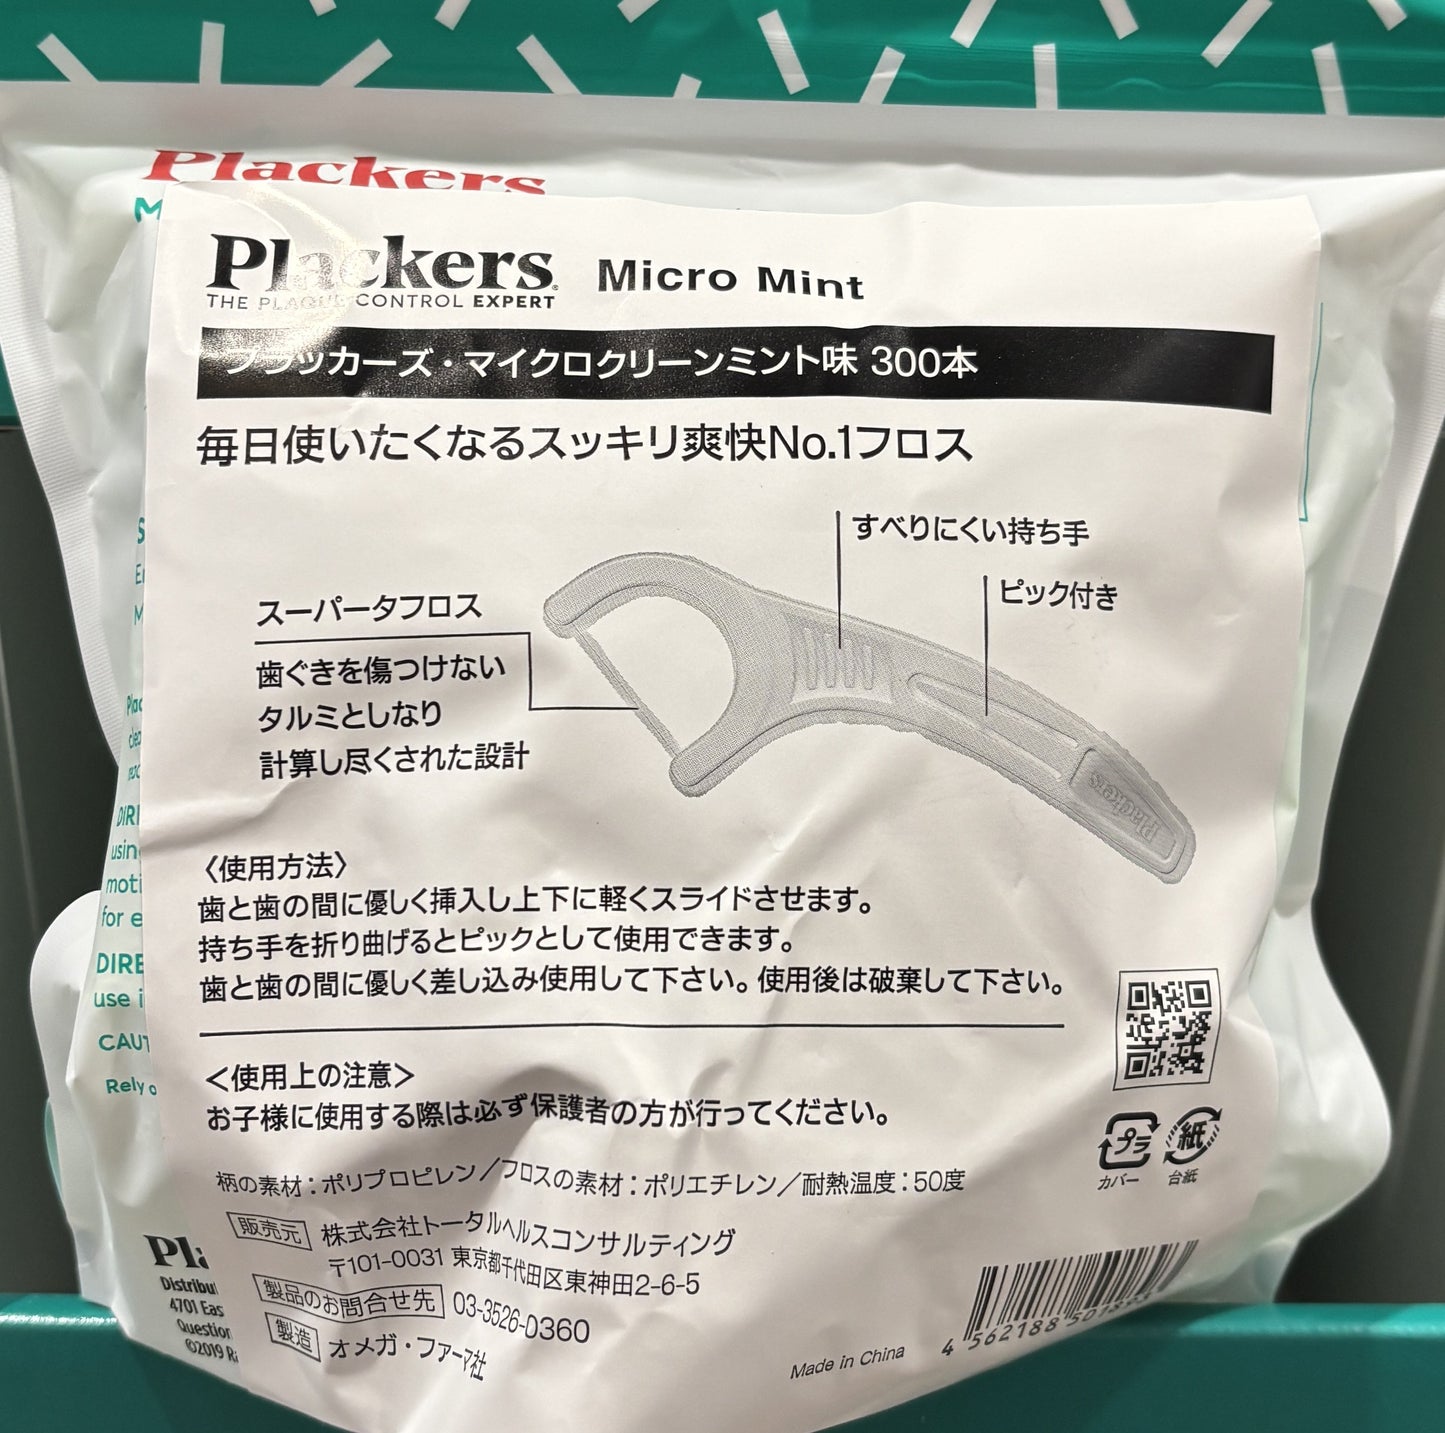 Plackers
Plackers
THE PLAQUE CONTROL EXPERT
Micro Mint
プラッカーズ・マイクロクリーンミント味 300本
毎日使いたくなるスッキリ爽快No.1フロス
すべりにくい持ち手
ピック付き
スーパータフロス
歯ぐきを傷つけない
タルミとしなり
計算し尽くされた設計
Plackers
〈使用方法〉
歯と歯の間に優しく挿入し上下に軽くスライドさせます。
持ち手を折り曲げるとピックとして使用できます。
歯と歯の間に優しく差し込み使用して下さい。使用後は破棄して下さい。
＜使用上の注意＞
お子様に使用する際は必ず保護者の方が行ってください。
柄の素材：ポリプロピレン／フロスの素材：ポリエチレン／耐熱温度：50度
販売元 株式会社トータルヘルスコンサルティング
〒101-0031 東京都千代田区東神田2-6-5
製品のお問合せ先 03-3526-0360
製造 オメガ・ファーマ社
プラ
カバー
紙
台紙
Made in China
4 562188
for
use
Rely
4701
©2019